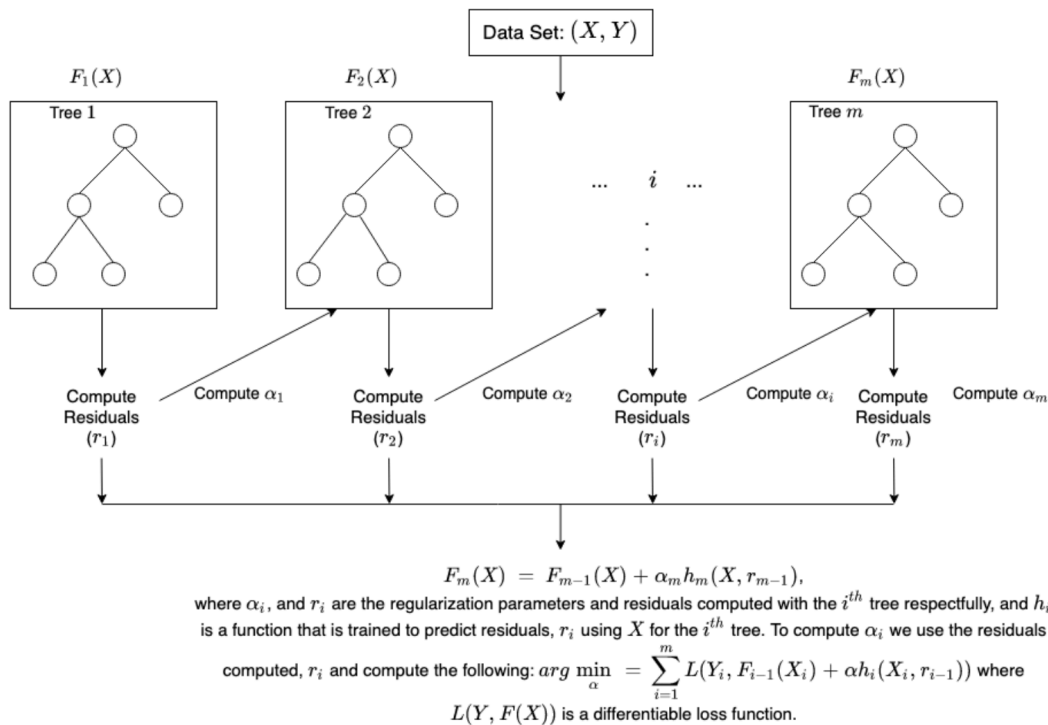 Data Set: (X, Y)
F₁(X) F₂(X) Fₘ(X)
Tree 1 Tree 2 Tree m
... i ...
.
.
.
Compute Residuals (r₁)
Compute α₁
Compute Residuals (r₂)
Compute α₂
Compute Residuals (rᵢ)
Compute αᵢ
Compute Residuals (rₘ)
Compute αₘ
Fₘ(X) = Fₘ₋₁(X) + αₘhₘ(X, rₘ₋₁),
where αᵢ, and rᵢ are the regularization parameters and residuals computed with the iᵗʰ tree respectfully, and h
is a function that is trained to predict residuals, rᵢ using X for the iᵗʰ tree. To compute αᵢ we use the residuals
computed, rᵢ and compute the following: arg min_α = ∑_{i=1}^{m} L(Yᵢ, Fᵢ₋₁(Xᵢ) + αhᵢ(Xᵢ, rᵢ₋₁)) where
L(Y, F(X)) is a differentiable loss function.